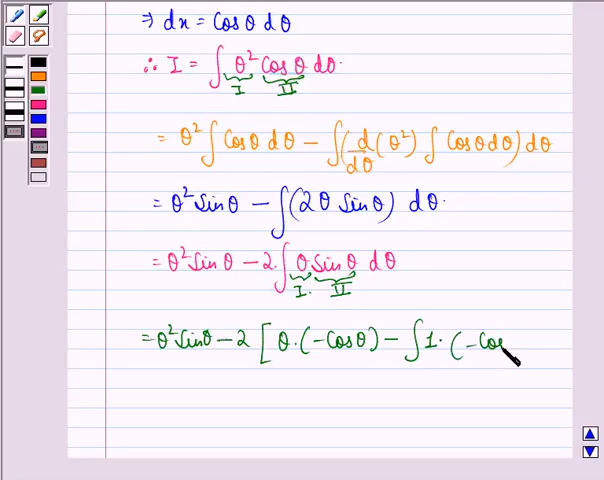 ⇒ dx = Cos θ dθ
∴ I = ∫ θ² Cos θ dθ.
I II
= θ² ∫ Cos θ dθ − ∫ ( d/dθ (θ²) ∫ Cos θ dθ ) dθ
= θ² Sin θ − ∫ (2θ Sin θ) dθ.
= θ² Sin θ − 2. ∫ θ Sin θ dθ
I. II
= θ² Sin θ − 2 [ θ. (−Cos θ) − ∫ 1. (−Cos